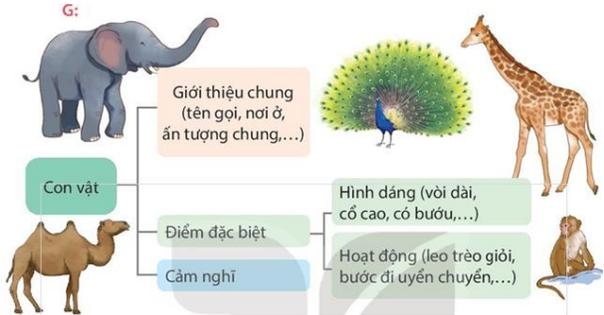 G:
Giới thiệu chung
(tên gọi, nơi ở,
ấn tượng chung,...)
Con vật
Điểm đặc biệt
Hình dáng (vòi dài,
cổ cao, có bướu,...)
Hoạt động (leo trèo giỏi,
bước đi uyển chuyển,...)
Cảm nghĩ